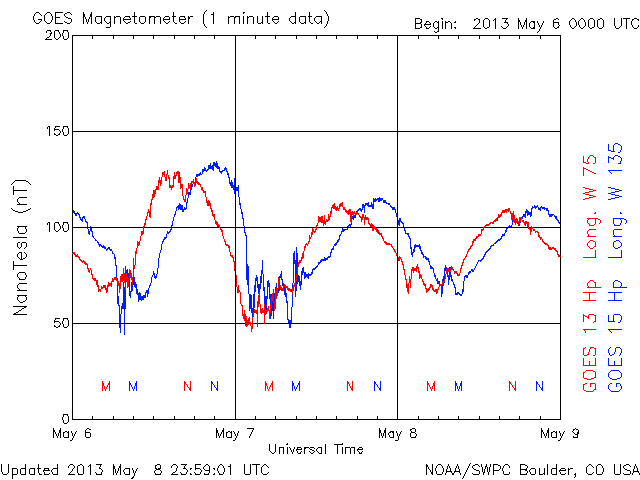 GOES Magnetometer (1 minute data)
Begin: 2013 May 6 0000 UTC
200
150
100
50
0
NanoTesla (nT)
M M N N M M N N M M N N
May 6 May 7 May 8 May 9
Universal Time
GOES 13 Hp Long. W 75
GOES 15 Hp Long. W 135
Updated 2013 May 8 23:59:01 UTC
NOAA/SWPC Boulder, CO USA